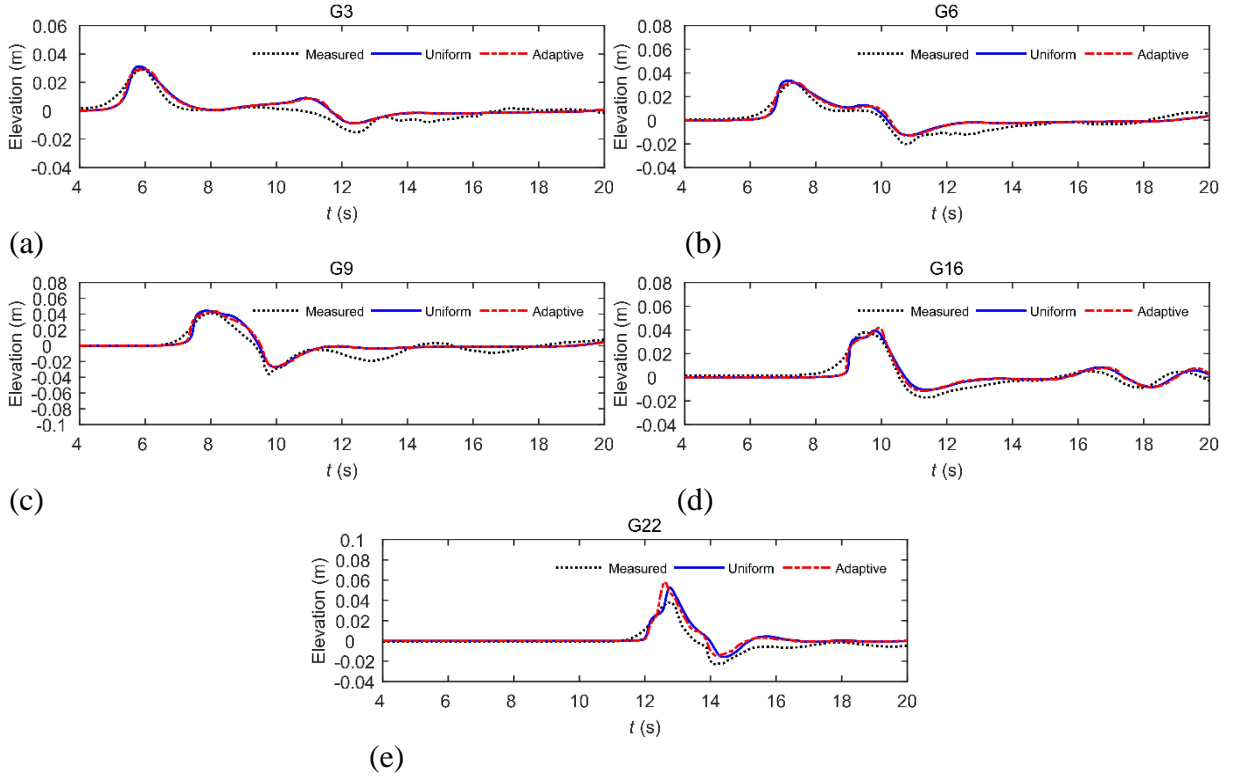 G3
0.06
0.04
0.02
0
-0.02
-0.04
Elevation (m)
Measured Uniform Adaptive
4 6 8 10 12 14 16 18 20
t (s)
(a)
G6
0.08
0.06
0.04
0.02
0
-0.02
-0.04
Elevation (m)
Measured Uniform Adaptive
4 6 8 10 12 14 16 18 20
t (s)
(b)
G9
0.08
0.06
0.04
0.02
0
-0.02
-0.04
-0.06
-0.08
-0.1
Elevation (m)
Measured Uniform Adaptive
4 6 8 10 12 14 16 18 20
t (s)
(c)
G16
0.08
0.06
0.04
0.02
0
-0.02
-0.04
Elevation (m)
Measured Uniform Adaptive
4 6 8 10 12 14 16 18 20
t (s)
(d)
G22
0.1
0.08
0.06
0.04
0.02
0
-0.02
-0.04
Elevation (m)
Measured Uniform Adaptive
4 6 8 10 12 14 16 18 20
t (s)
(e)